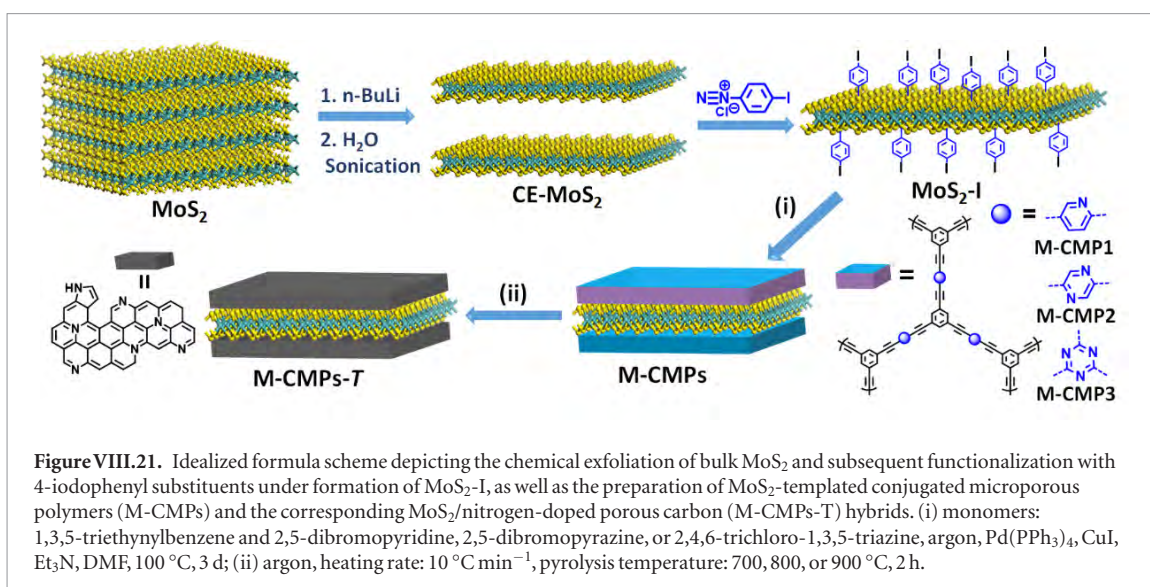 1. n-BuLi
2. H₂O
Sonication
MoS₂
CE-MoS₂
N≡N⁺
Cl⊖
I
I I I I I I
I I I I I
MoS₂-I
(i)
= N
M-CMP1
N
N
M-CMP2
N
N N
M-CMP3
=
M-CMPs
(ii)
M-CMPs-T
=
HN N
N N
N N N
Figure VIII.21. Idealized formula scheme depicting the chemical exfoliation of bulk MoS₂ and subsequent functionalization with
4-iodophenyl substituents under formation of MoS₂-I, as well as the preparation of MoS₂-templated conjugated microporous
polymers (M-CMPs) and the corresponding MoS₂/nitrogen-doped porous carbon (M-CMPs-T) hybrids. (i) monomers:
1,3,5-triethynylbenzene and 2,5-dibromopyridine, 2,5-dibromopyrazine, or 2,4,6-trichloro-1,3,5-triazine, argon, Pd(PPh₃)₄, CuI,
Et₃N, DMF, 100 °C, 3 d; (ii) argon, heating rate: 10 °C min⁻¹, pyrolysis temperature: 700, 800, or 900 °C, 2 h.